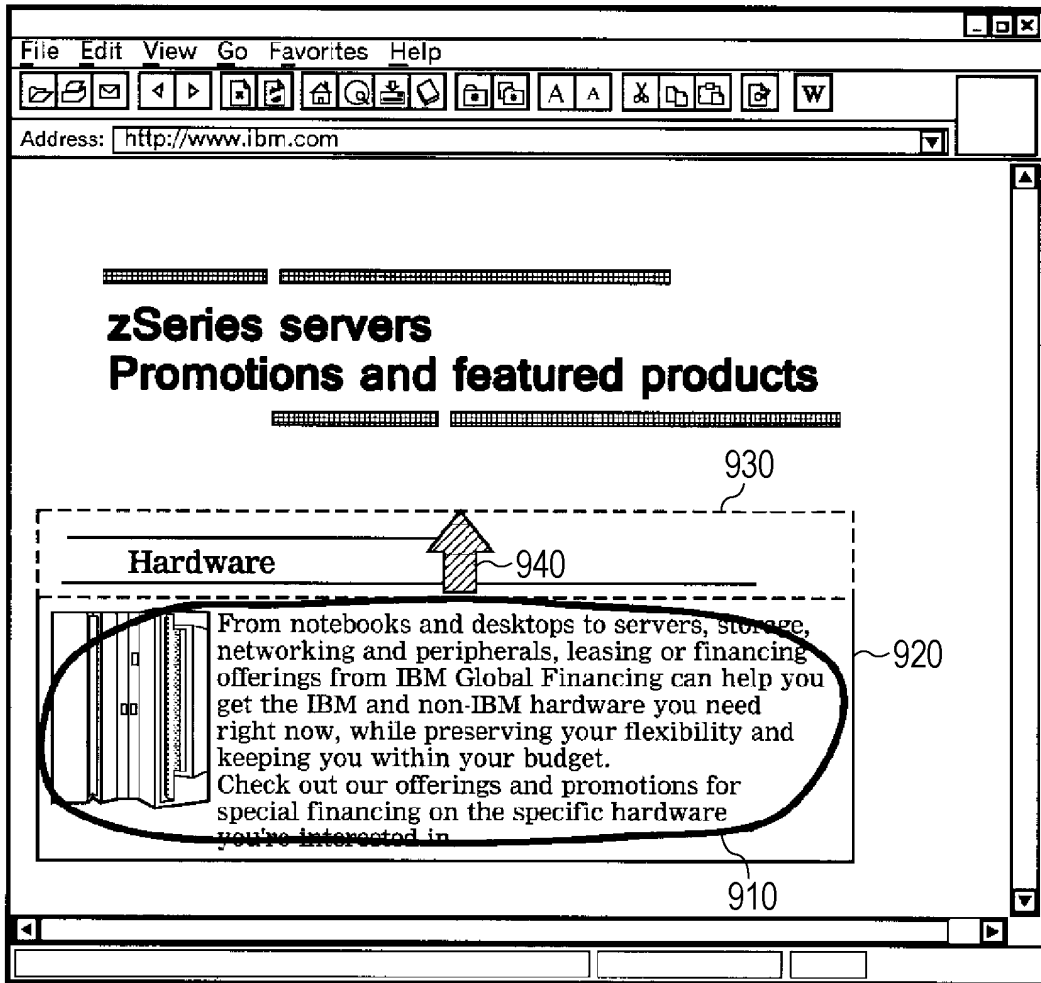 File Edit View Go Favorites Help
A A W
Address: http://www.ibm.com
zSeries servers
Promotions and featured products
930
Hardware
940
From notebooks and desktops to servers, storage,
networking and peripherals, leasing or financing
offerings from IBM Global Financing can help you
get the IBM and non-IBM hardware you need
right now, while preserving your flexibility and
keeping you within your budget.
Check out our offerings and promotions for
special financing on the specific hardware
you're interested in
920
910